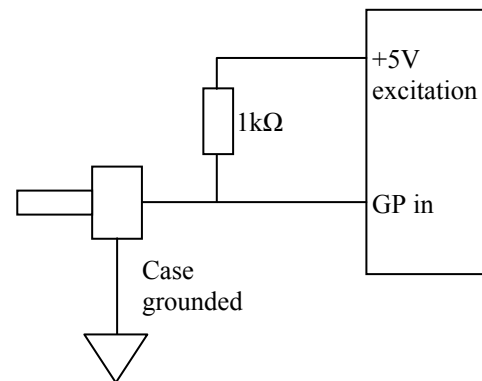 +5V
excitation
1kΩ
GP in
Case
grounded